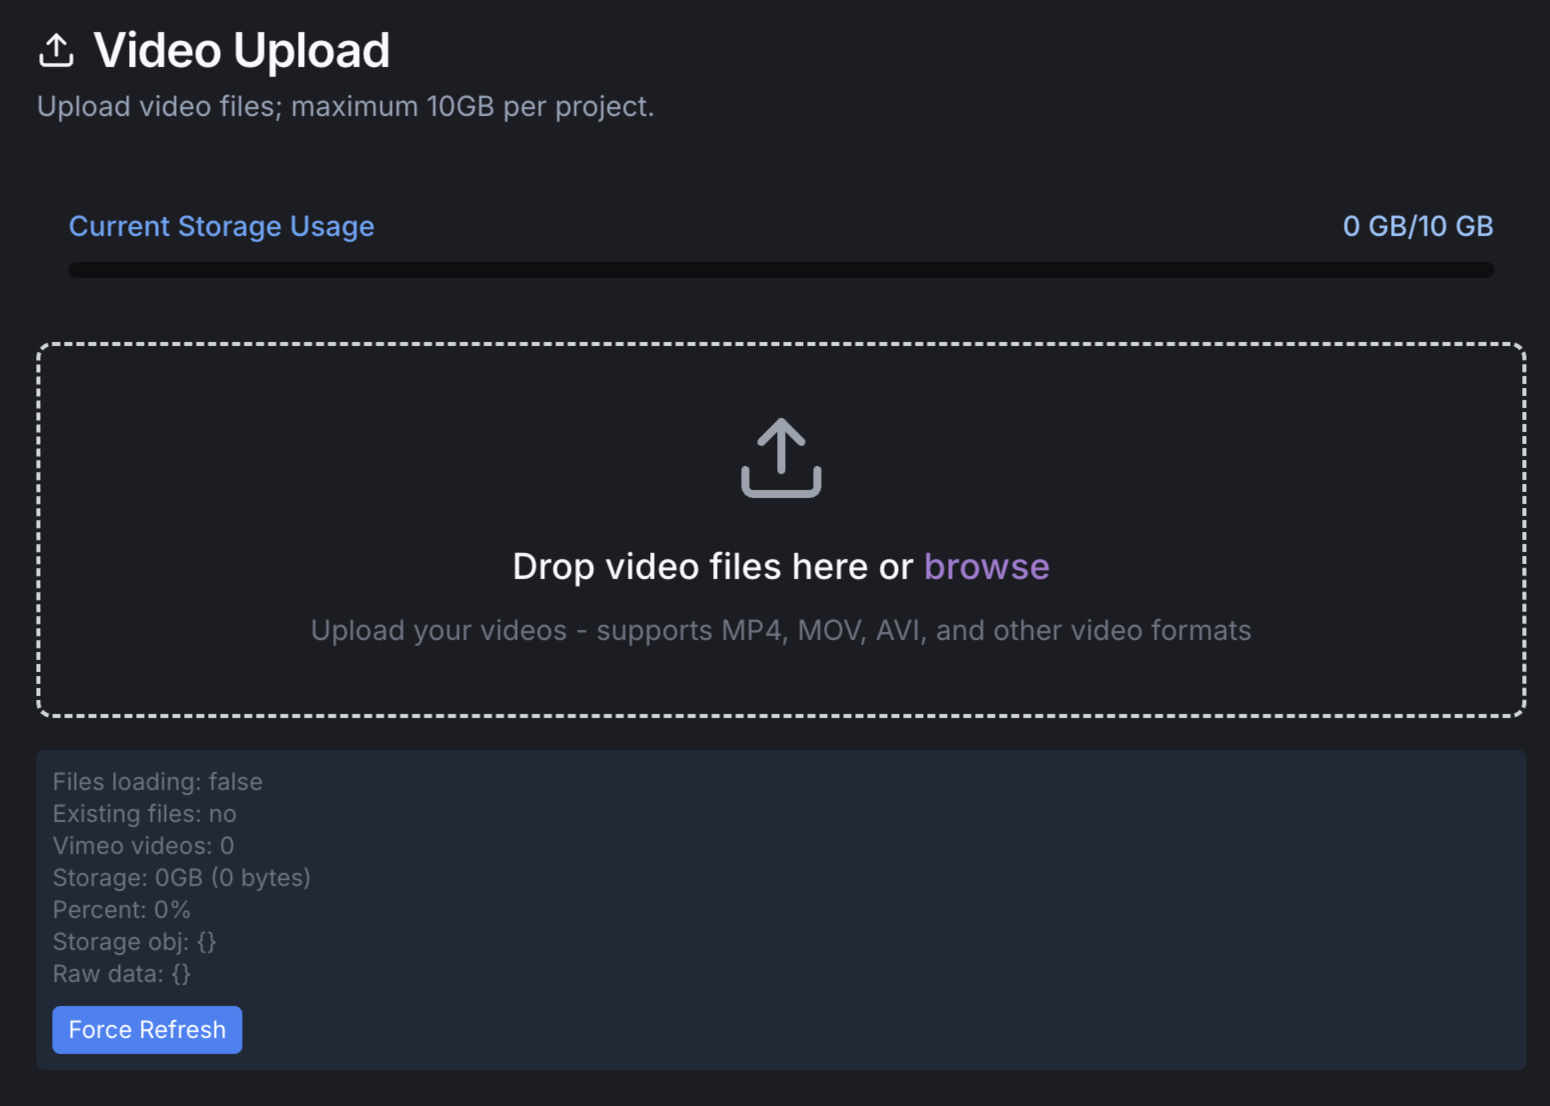 Video Upload
Upload video files; maximum 10GB per project.
Current Storage Usage
0 GB/10 GB
Drop video files here or browse
Upload your videos - supports MP4, MOV, AVI, and other video formats
Files loading: false
Existing files: no
Vimeo videos: 0
Storage: 0GB (0 bytes)
Percent: 0%
Storage obj: {}
Raw data: {}
Force Refresh